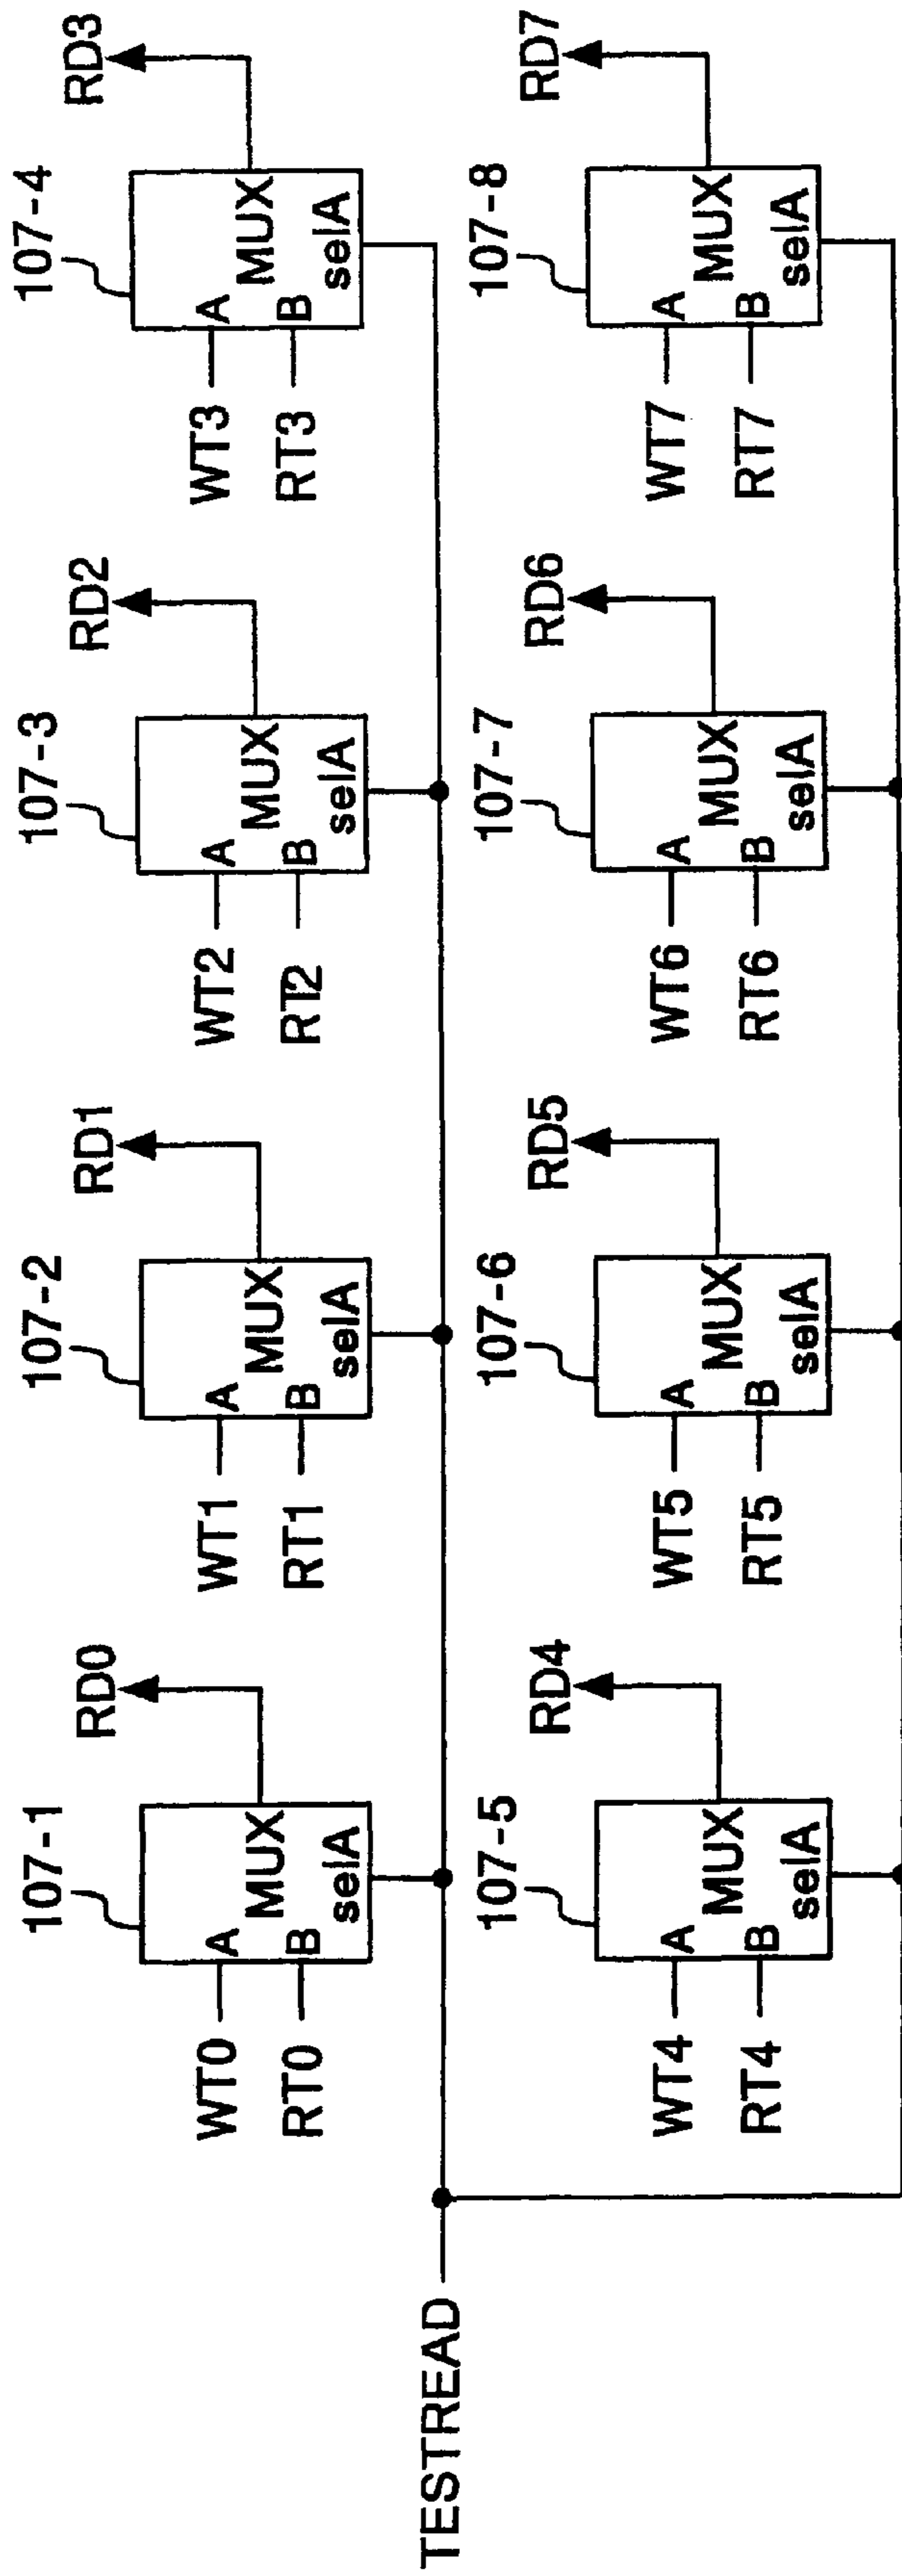 107-1
RD0
WT0
A
MUX
RT0
B
selA
107-2
RD1
WT1
A
MUX
RT1
B
selA
107-3
RD2
WT2
A
MUX
RT2
B
selA
107-4
RD3
WT3
A
MUX
RT3
B
selA
TESTREAD
107-5
RD4
WT4
A
MUX
RT4
B
selA
107-6
RD5
WT5
A
MUX
RT5
B
selA
107-7
RD6
WT6
A
MUX
RT6
B
selA
107-8
RD7
WT7
A
MUX
RT7
B
selA